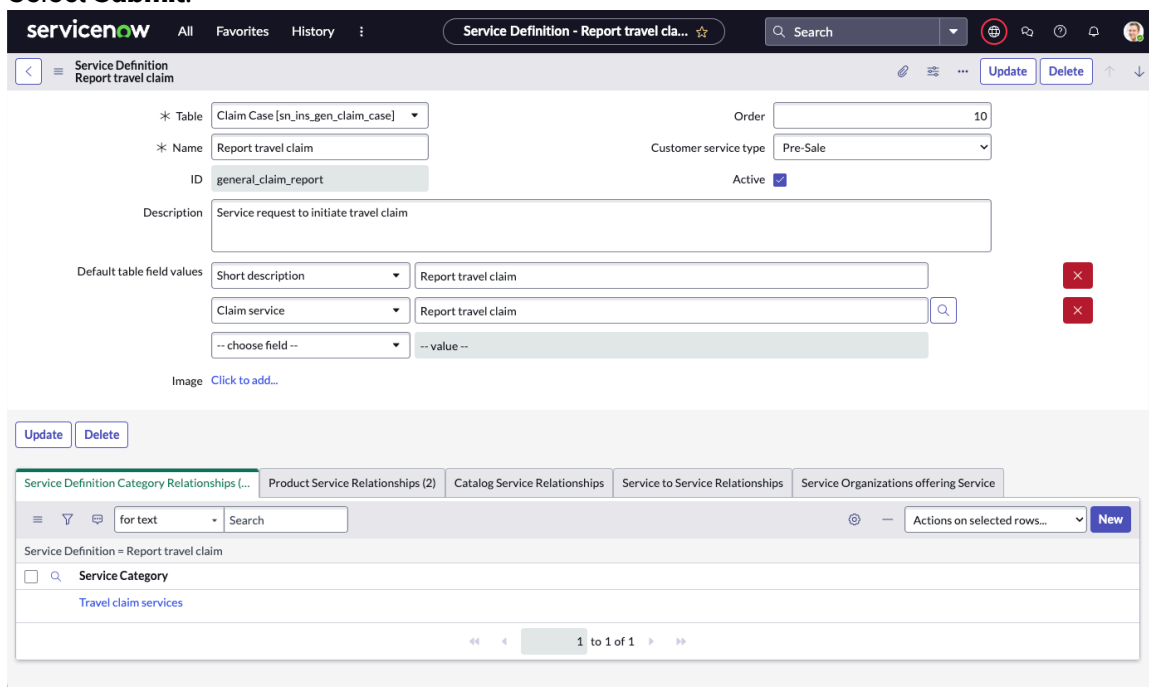 Select Submit.
servicenow All Favorites History Service Definition - Report travel cla... Search
Service Definition
Report travel claim
Update Delete
Table Claim Case [sn_ins_gen_claim_case] Order 10
Name Report travel claim Customer service type Pre-Sale
ID general_claim_report Active
Description Service request to initiate travel claim
Default table field values Short description Report travel claim
Claim service Report travel claim
-- choose field -- -- value --
Image Click to add...
Update Delete
Service Definition Category Relationships (... Product Service Relationships (2) Catalog Service Relationships Service to Service Relationships Service Organizations offering Service
for text Search Actions on selected rows... New
Service Definition = Report travel claim
Service Category
Travel claim services
1 to 1 of 1